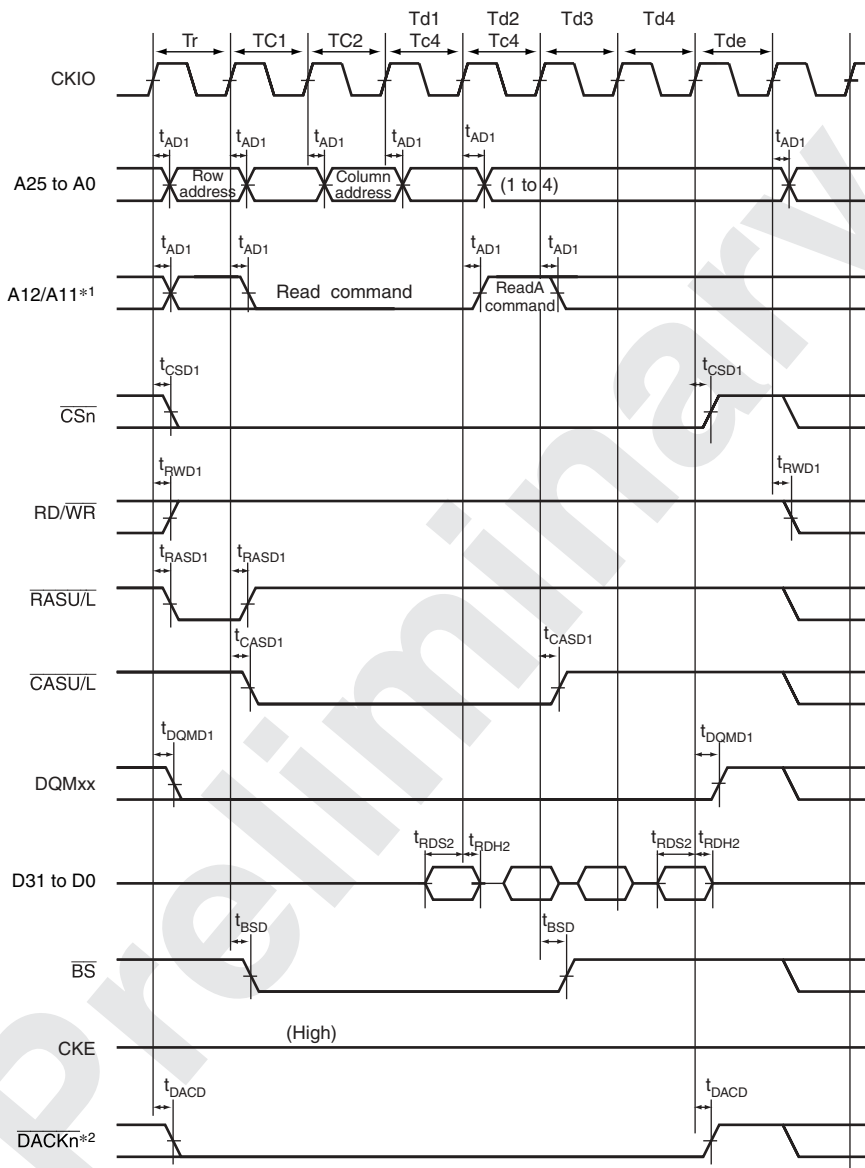 Td1 Td2 Td3 Td4
Tr TC1 TC2 Tc4 Tc4 Tde
CKIO
tAD1 tAD1 tAD1 tAD1 tAD1 tAD1
A25 to A0 Row address Column address (1 to 4)
tAD1 tAD1 tAD1 tAD1
A12/A11*1 Read command ReadA command
tCSD1 tCSD1
CSn
tRWD1 tRWD1
RD/WR
tRASD1 tRASD1
RASU/L
tCASD1 tCASD1
CASU/L
tDQMD1 tDQMD1
DQMxx
tRDS2 tRDH2 tRDS2 tRDH2
D31 to D0
tBSD tBSD
BS
(High)
CKE
tDACD tDACD
DACKn*2
Preliminary